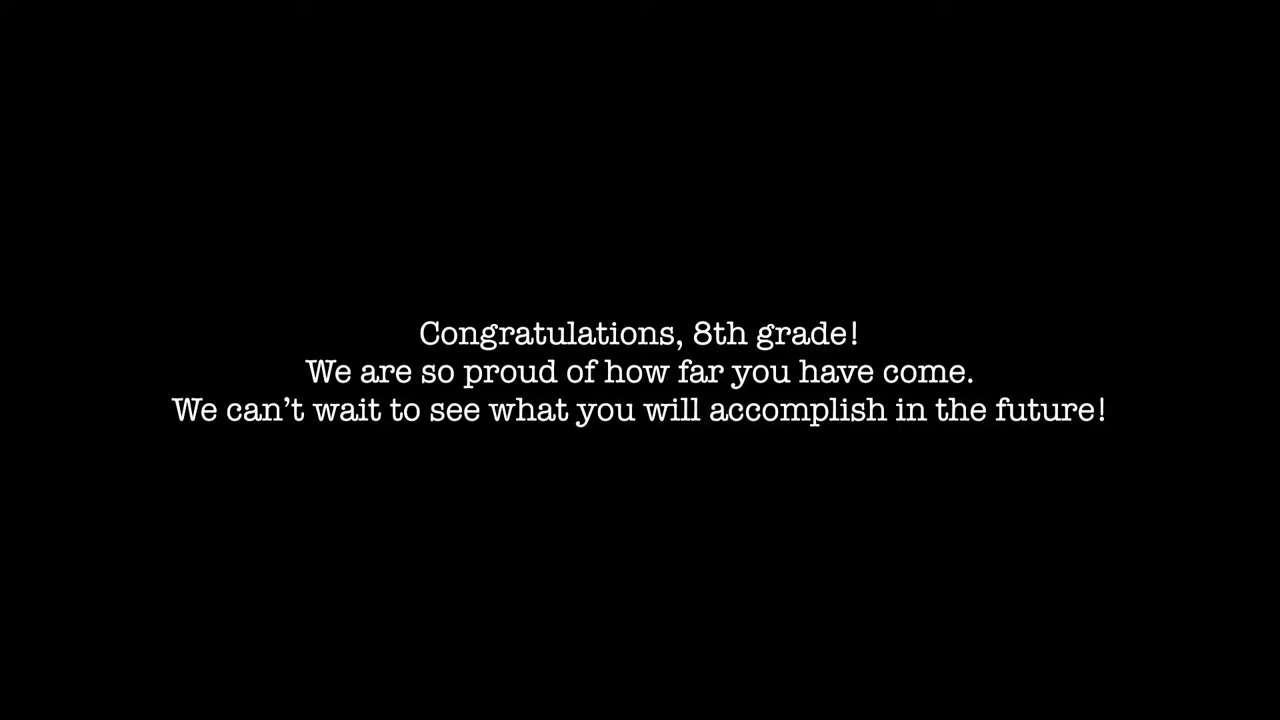 Congratulations, 8th grade!
We are so proud of how far you have come.
We can’t wait to see what you will accomplish in the future!